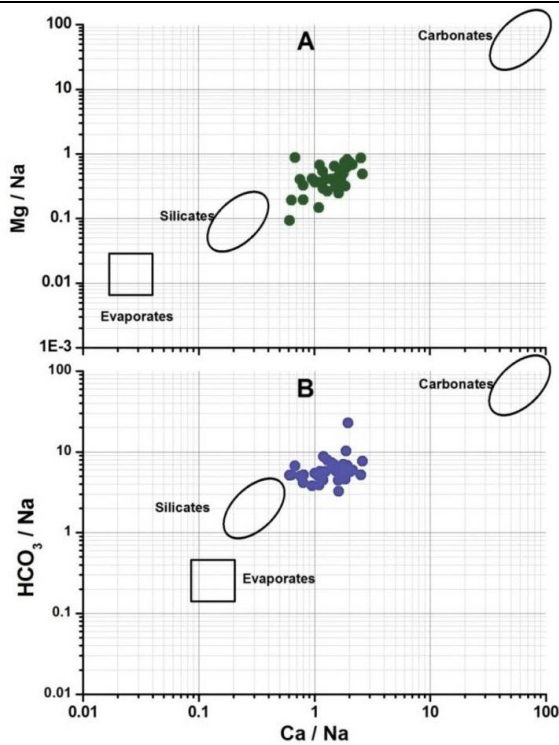 A
Carbonates
100
10
1
0.1
0.01
1E-3
Mg / Na
Silicates
Evaporates
B
Carbonates
100
10
1
0.1
0.01
HCO3 / Na
Silicates
Evaporates
0.01 0.1 1 10 100
Ca / Na